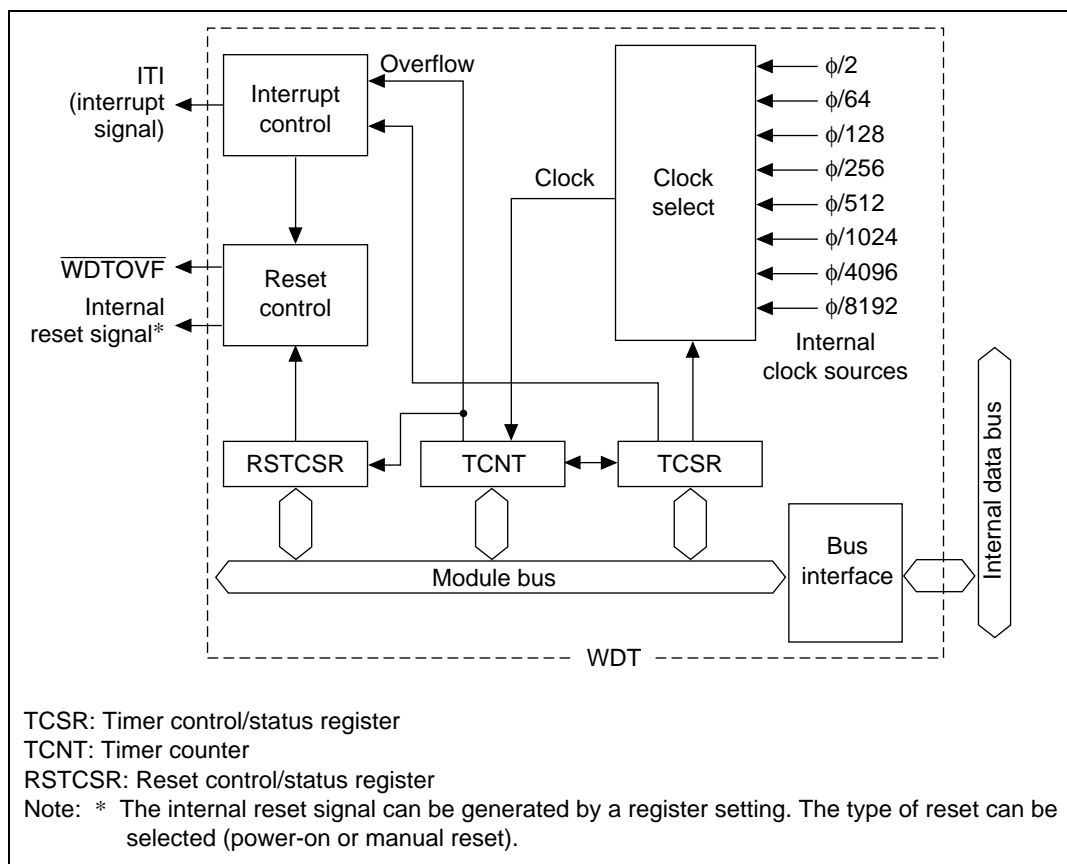 ITI
(interrupt
signal)
Interrupt
control
Overflow
Clock
Clock
select
ϕ/2
ϕ/64
ϕ/128
ϕ/256
ϕ/512
ϕ/1024
ϕ/4096
ϕ/8192
Internal
clock sources
WDTOVF
Internal
reset signal*
Reset
control
RSTCSR
TCNT
TCSR
Module bus
Bus
interface
Internal data bus
WDT
TCSR: Timer control/status register
TCNT: Timer counter
RSTCSR: Reset control/status register
Note: * The internal reset signal can be generated by a register setting. The type of reset can be
selected (power-on or manual reset).